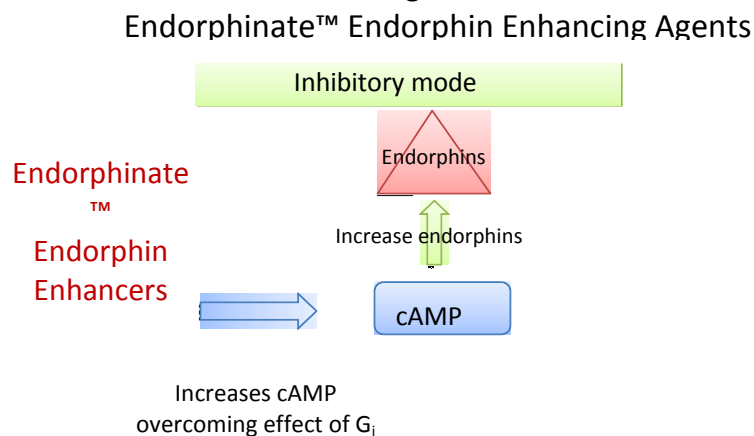 Endorphinate™ Endorphin Enhancing Agents
Inhibitory mode
Endorphins
Endorphinate
™
Endorphin
Enhancers
Increase endorphins
cAMP
Increases cAMP
overcoming effect of Gi